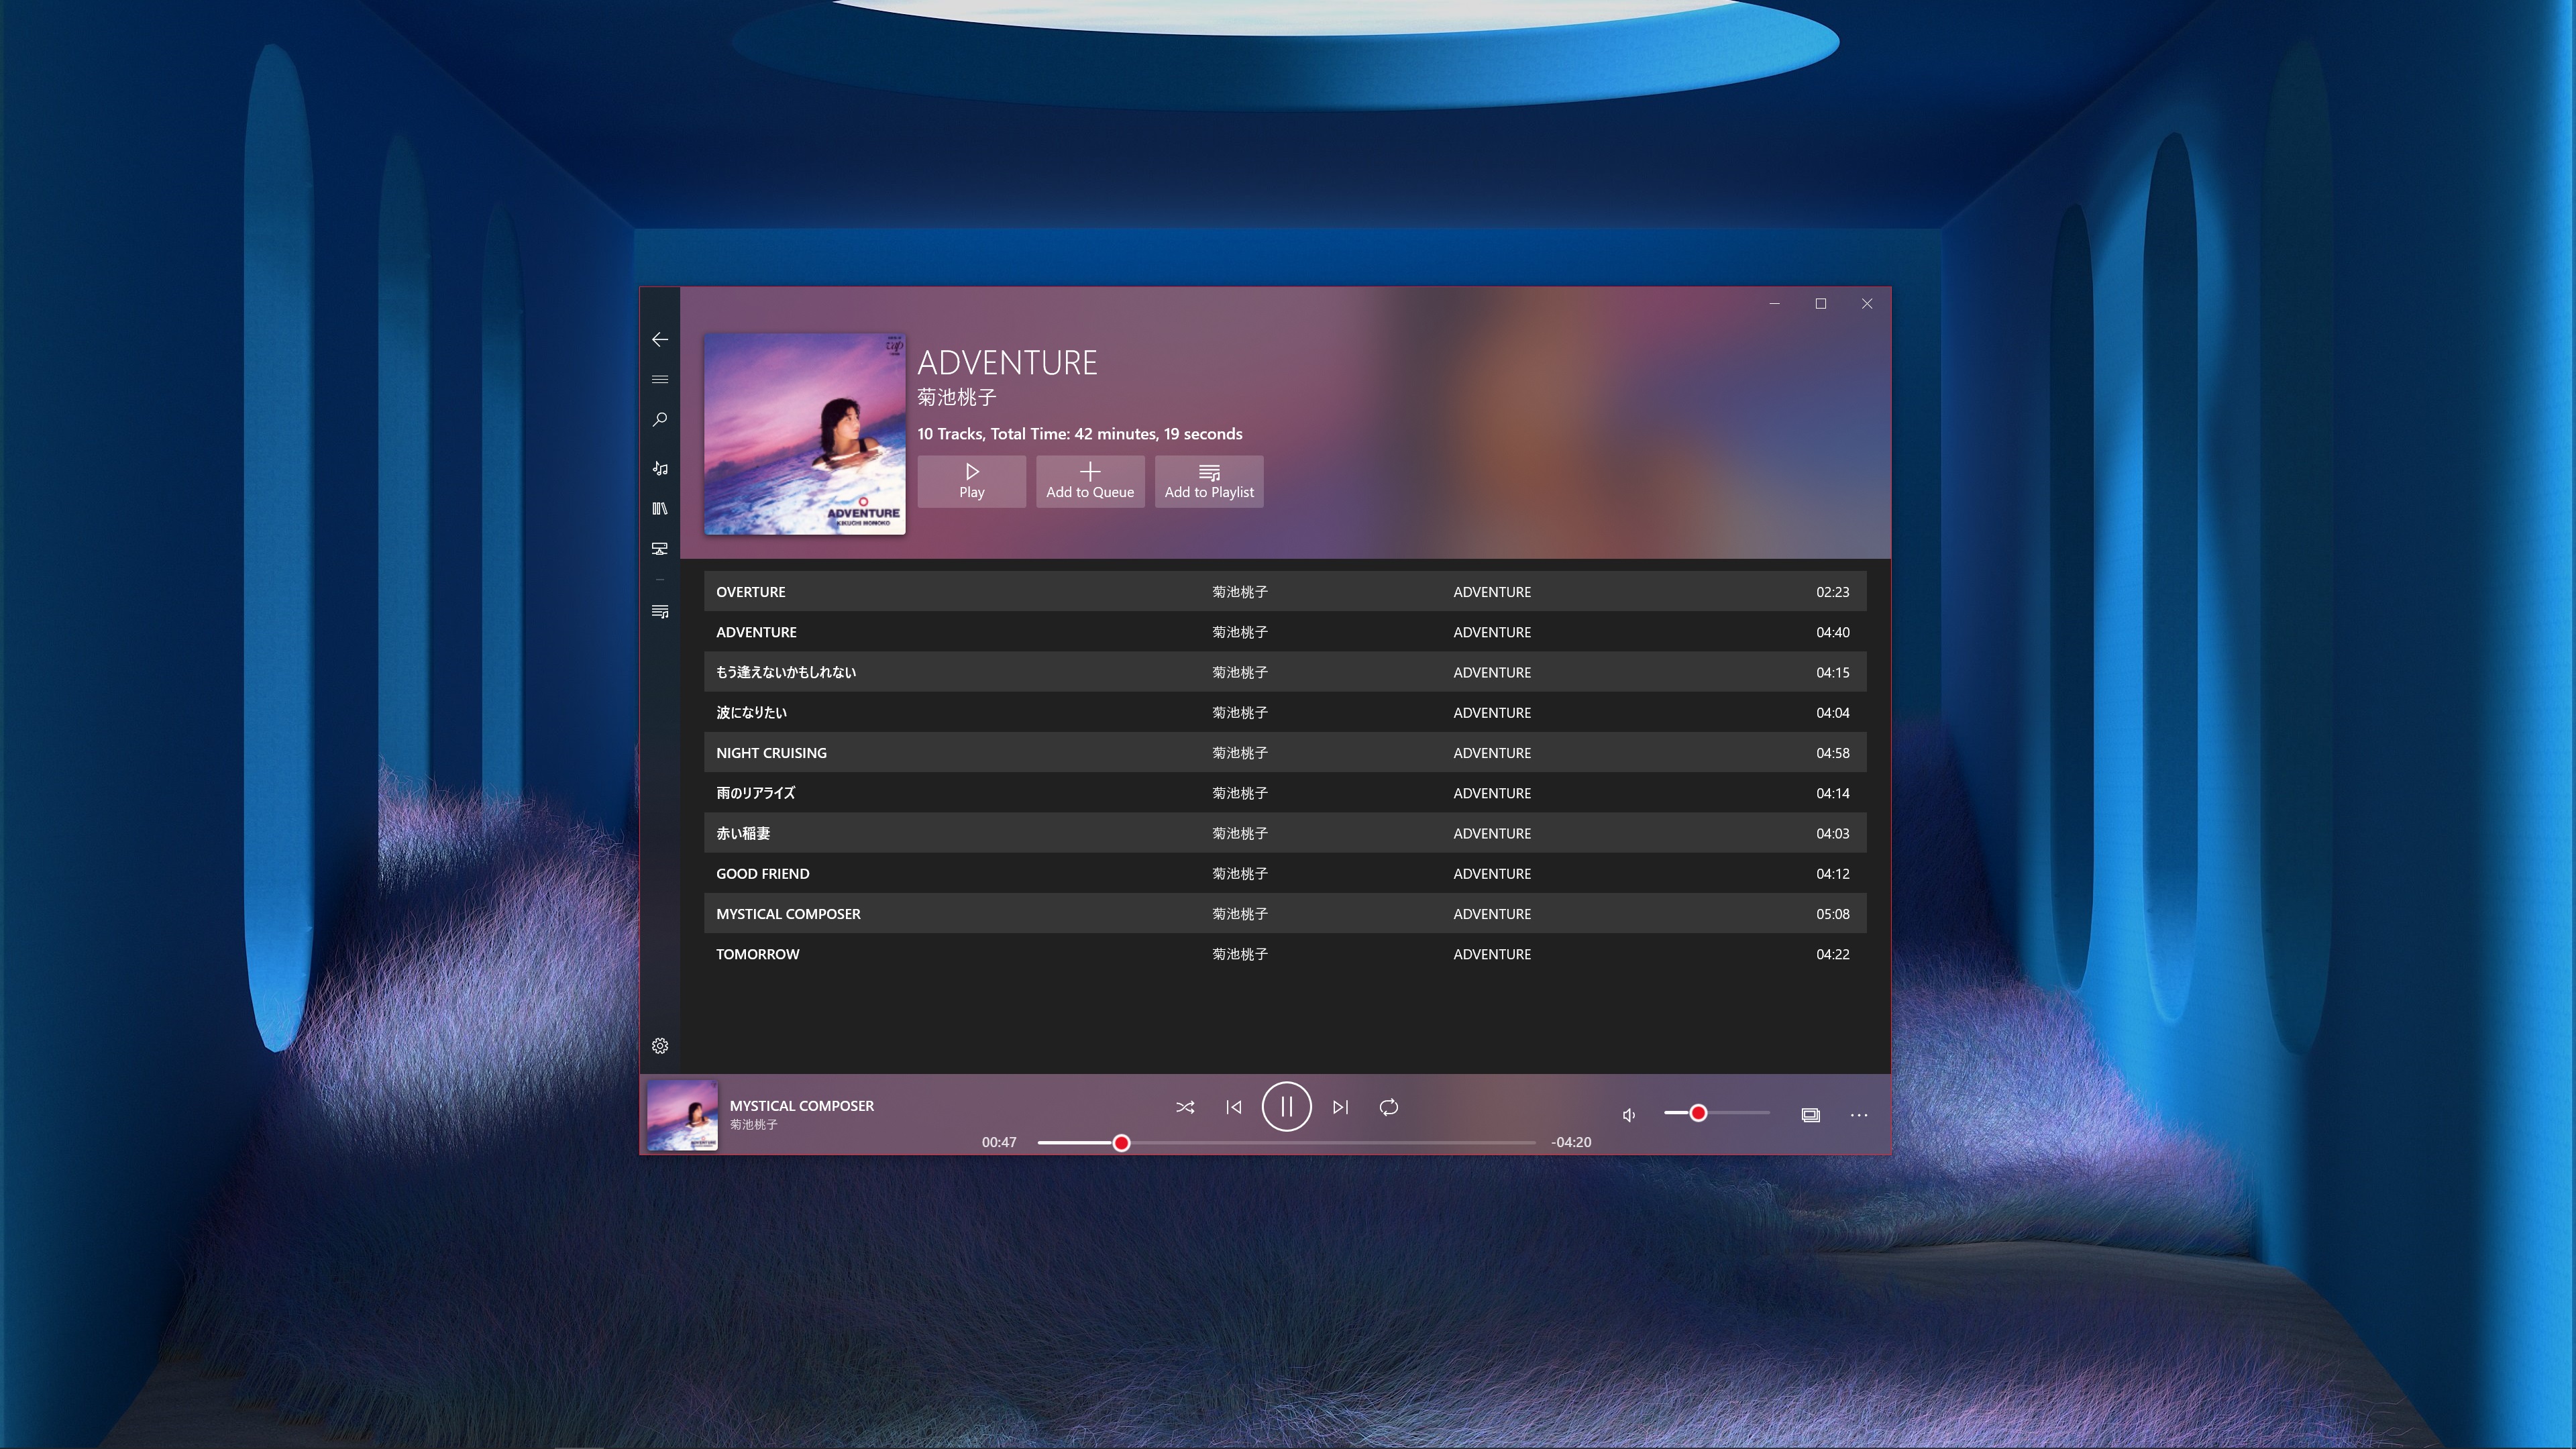 vap
ADVENTURE
KIKUCHI MOMOKO
ADVENTURE
菊池桃子
10 Tracks, Total Time: 42 minutes, 19 seconds
Play
Add to Queue
Add to Playlist
OVERTURE 菊池桃子 ADVENTURE 02:23
ADVENTURE 菊池桃子 ADVENTURE 04:40
もう逢えないかもしれない 菊池桃子 ADVENTURE 04:15
波になりたい 菊池桃子 ADVENTURE 04:04
NIGHT CRUISING 菊池桃子 ADVENTURE 04:58
雨のリアライズ 菊池桃子 ADVENTURE 04:14
赤い稲妻 菊池桃子 ADVENTURE 04:03
GOOD FRIEND 菊池桃子 ADVENTURE 04:12
MYSTICAL COMPOSER 菊池桃子 ADVENTURE 05:08
TOMORROW 菊池桃子 ADVENTURE 04:22
ADVENTURE
MYSTICAL COMPOSER
菊池桃子
00:47
-04:20